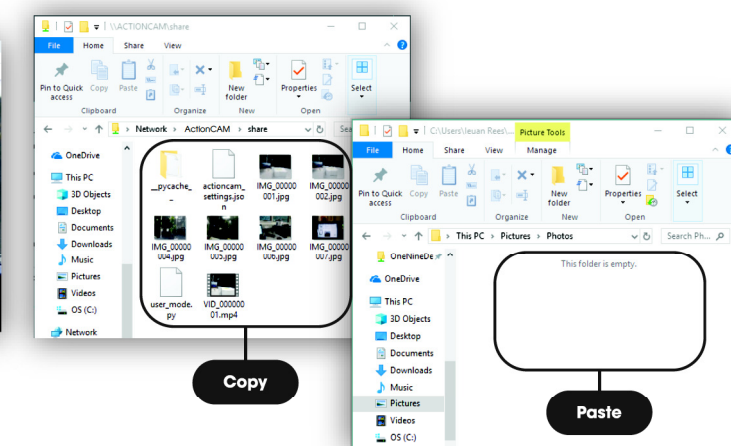 \\ACTIONCAM\share
File Home Share View
Pin to Quick access Copy Paste New folder Properties Select
Clipboard Organize New Open
Network > ActionCAM > share
OneDrive
This PC
3D Objects
Desktop
Documents
Downloads
Music
Pictures
Videos
OS (C:)
Network
__pycache__
actioncam_settings.json
IMG_00000001.jpg
IMG_00000002.jpg
IMG_00000004.jpg
IMG_00000005.jpg
IMG_00000006.jpg
IMG_00000007.jpg
user_mode.py
VID_00000001.mp4
Copy
C:\Users\Ieuan Rees\... Picture Tools
File Home Share View Manage
Pin to Quick access Copy Paste New folder Properties Select
Clipboard Organize New Open
This PC > Pictures > Photos Search Ph...
OneNineDe
OneDrive
This PC
3D Objects
Desktop
Documents
Downloads
Music
Pictures
Videos
OS (C:)
This folder is empty.
Paste